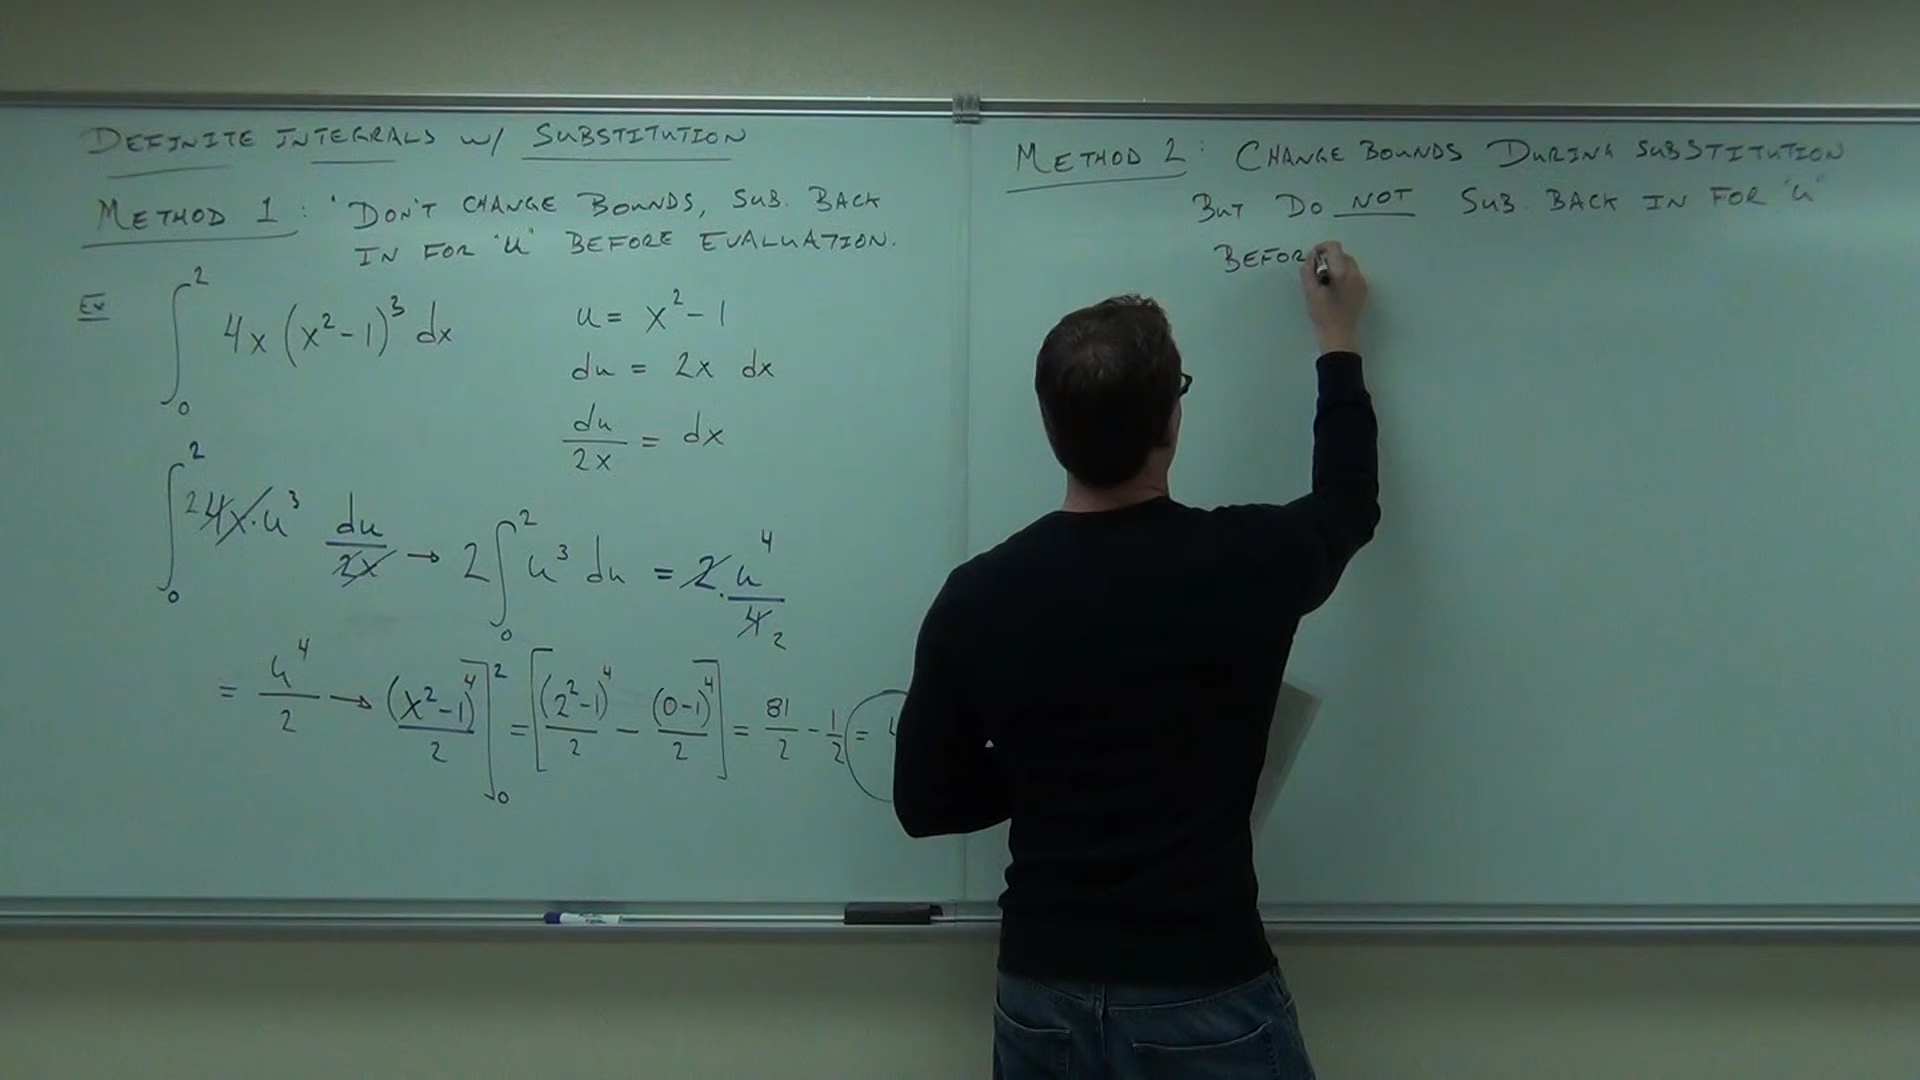 DEFINITE INTEGRALS W/ SUBSTITUTION
METHOD 1: 'DON'T CHANGE BOUNDS, SUB. BACK
IN FOR "U" BEFORE EVALUATION.
Ex ∫₀² 4x(x²-1)³ dx
u = x²-1
du = 2x dx
du/2x = dx
∫₀² 2 4x·u³ du/2x → 2∫₀² u³ du = 2·u⁴/4 2
= u⁴/2 → (x²-1)⁴/2]₀² = [(2²-1)⁴/2 - (0-1)⁴/2] = 81/2 - 1/2 =
METHOD 2: CHANGE BOUNDS DURING SUBSTITUTION
BUT DO NOT SUB BACK IN FOR "U"
BEFOR